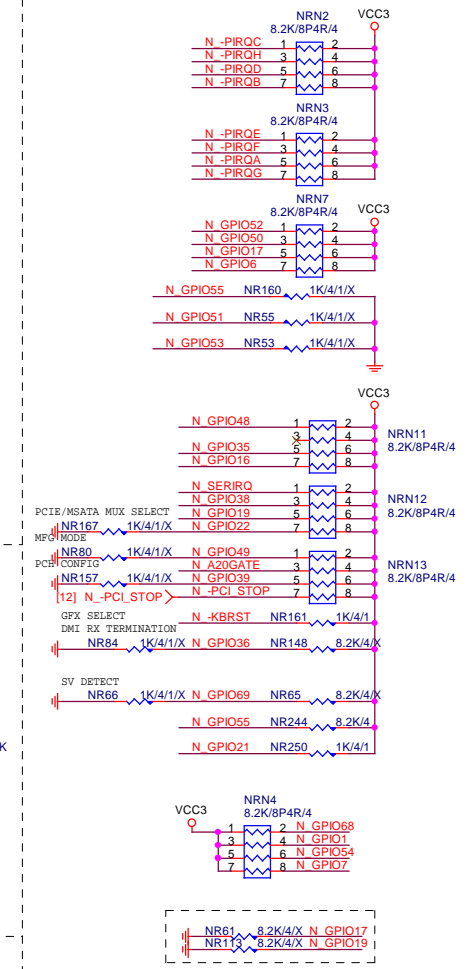 NRN2
8.2K/8P4R/4
VCC3
N_-PIRQC 1 2
N_-PIRQH 3 4
N_-PIRQD 5 6
N_-PIRQB 7 8
NRN3
8.2K/8P4R/4
N_-PIRQE 1 2
N_-PIRQF 3 4
N_-PIRQA 5 6
N_-PIRQG 7 8
NRN7
8.2K/8P4R/4
VCC3
N_GPIO52 1 2
N_GPIO50 3 4
N_GPIO17 5 6
N_GPIO6 7 8
N_GPIO55 NR160 1K/4/1/X
N_GPIO51 NR55 1K/4/1/X
N_GPIO53 NR53 1K/4/1/X
VCC3
N_GPIO48 1 2
3 4
N_GPIO35 5 6
N_GPIO16 7 8
NRN11
8.2K/8P4R/4
N_SERIRQ 1 2
N_GPIO38 3 4
N_GPIO19 5 6
NRN12
8.2K/8P4R/4
PCIE/MSATA MUX SELECT
NR167 1K/4/1/X N_GPIO22 7 8
MFG MODE
NR80 1K/4/1/X N_GPIO49 1 2
PCH CONFIG
N_A20GATE 3 4
NRN13
8.2K/8P4R/4
NR157 1K/4/1/X N_GPIO39 5 6
[12] N_-PCI_STOP N_-PCI_STOP 7 8
GFX SELECT
N_-KBRST NR161 1K/4/1
DMI RX TERMINATION
NR84 1K/4/1/X N_GPIO36 NR148 8.2K/4/X
SV DETECT
NR66 1K/4/1/X N_GPIO69 NR65 8.2K/4/X
N_GPIO55 NR244 8.2K/4
N_GPIO21 NR250 1K/4/1
K
NRN4
8.2K/8P4R/4
VCC3
1 2 N_GPIO68
3 4 N_GPIO1
5 6 N_GPIO54
7 8 N_GPIO7
NR61 8.2K/4/X N_GPIO17
NR113 8.2K/4/X N_GPIO19